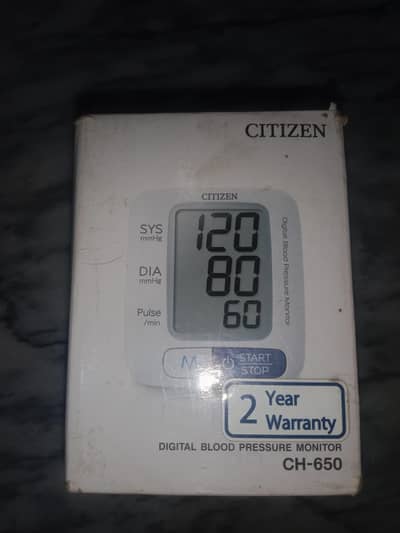 CITIZEN
CITIZEN
SYS
mmHg
120
DIA
mmHg
80
Pulse
/min
60
Digital Blood Pressure Monitor
M
START
STOP
2 Year
Warranty
DIGITAL BLOOD PRESSURE MONITOR
CH-650